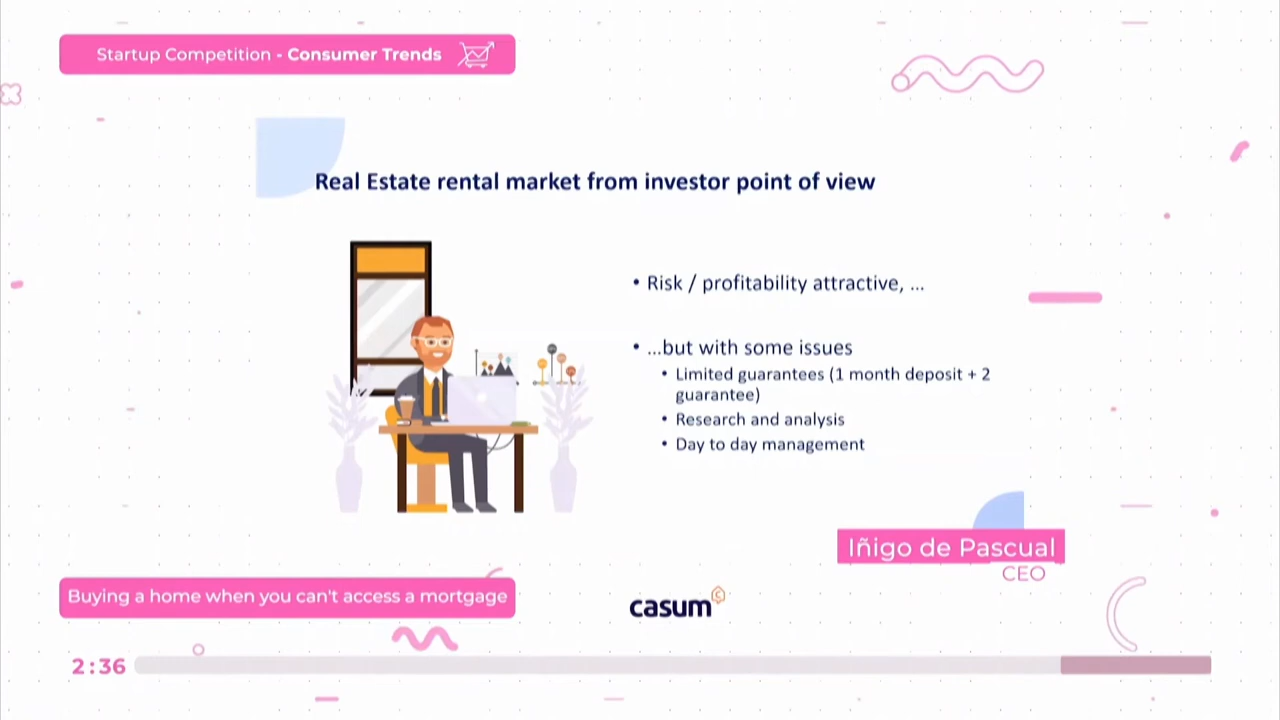 Startup Competition - Consumer Trends
Real Estate rental market from investor point of view
• Risk / profitability attractive, ...
• ...but with some issues
• Limited guarantees (1 month deposit + 2
guarantee)
• Research and analysis
• Day to day management
Iñigo de Pascual
CEO
Buying a home when you can't access a mortgage
casum
2:36